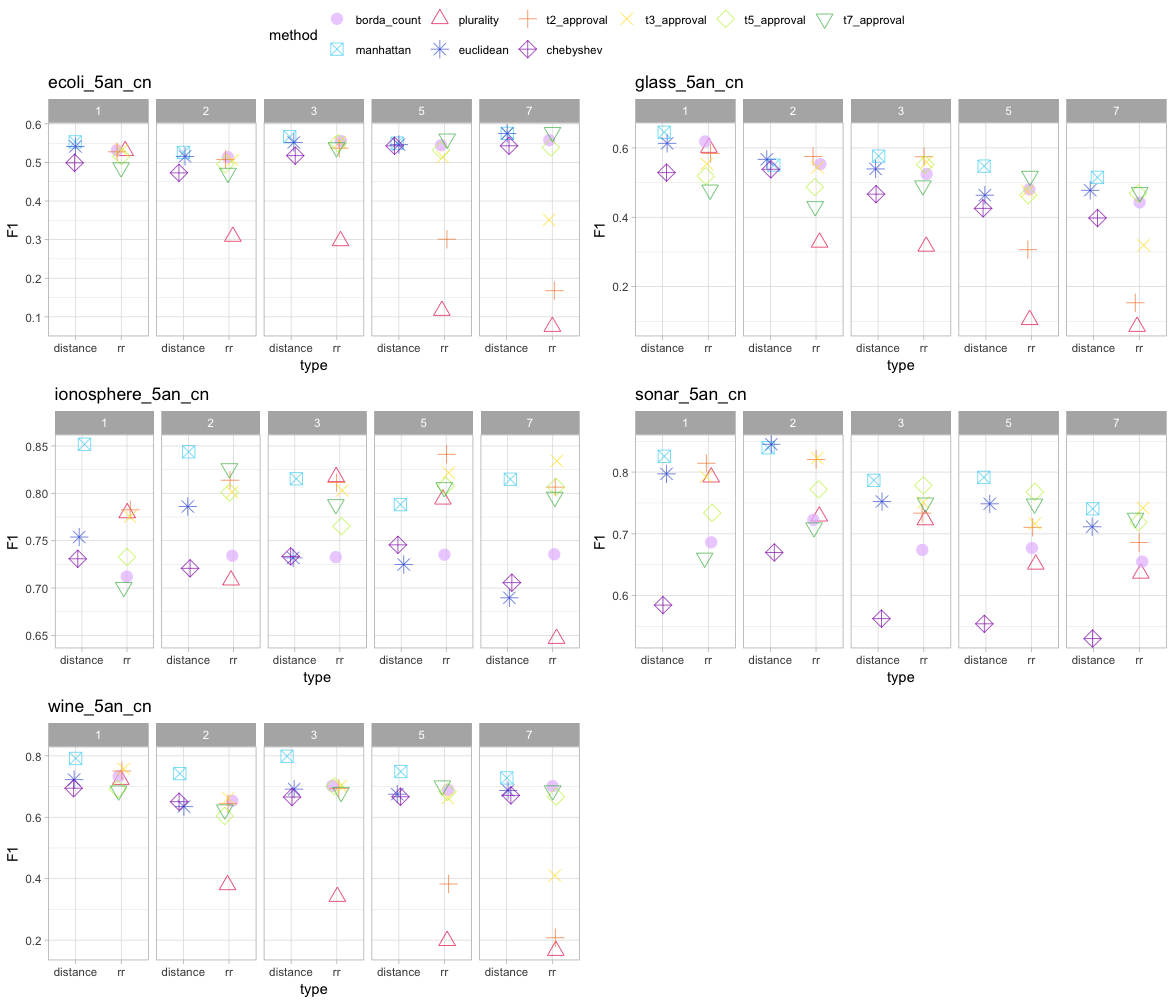 method
borda_count plurality t2_approval t3_approval t5_approval t7_approval
manhattan euclidean chebyshev
ecoli_5an_cn
1 2 3 5 7
F1
0.6
0.5
0.4
0.3
0.2
0.1
distance rr distance rr distance rr distance rr distance rr
type
glass_5an_cn
1 2 3 5 7
F1
0.6
0.4
0.2
distance rr distance rr distance rr distance rr distance rr
type
ionosphere_5an_cn
1 2 3 5 7
F1
0.85
0.80
0.75
0.70
0.65
distance rr distance rr distance rr distance rr distance rr
type
sonar_5an_cn
1 2 3 5 7
F1
0.8
0.7
0.6
distance rr distance rr distance rr distance rr distance rr
type
wine_5an_cn
1 2 3 5 7
F1
0.8
0.6
0.4
0.2
distance rr distance rr distance rr distance rr distance rr
type